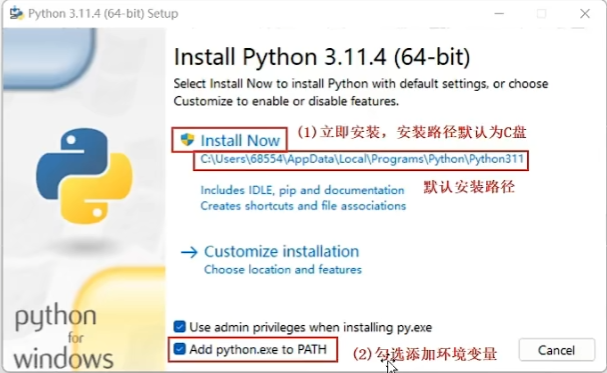 Python 3.11.4 (64-bit) Setup
Install Python 3.11.4 (64-bit)
Select Install Now to install Python with default settings, or choose
Customize to enable or disable features.
Install Now (1)立即安装，安装路径默认为C盘
C:\Users\68554\AppData\Local\Programs\Python\Python311
Includes IDLE, pip and documentation 默认安装路径
Creates shortcuts and file associations
Customize installation
Choose location and features
python
for
windows
Use admin privileges when installing py.exe
Add python.exe to PATH (2)勾选添加环境变量
Cancel